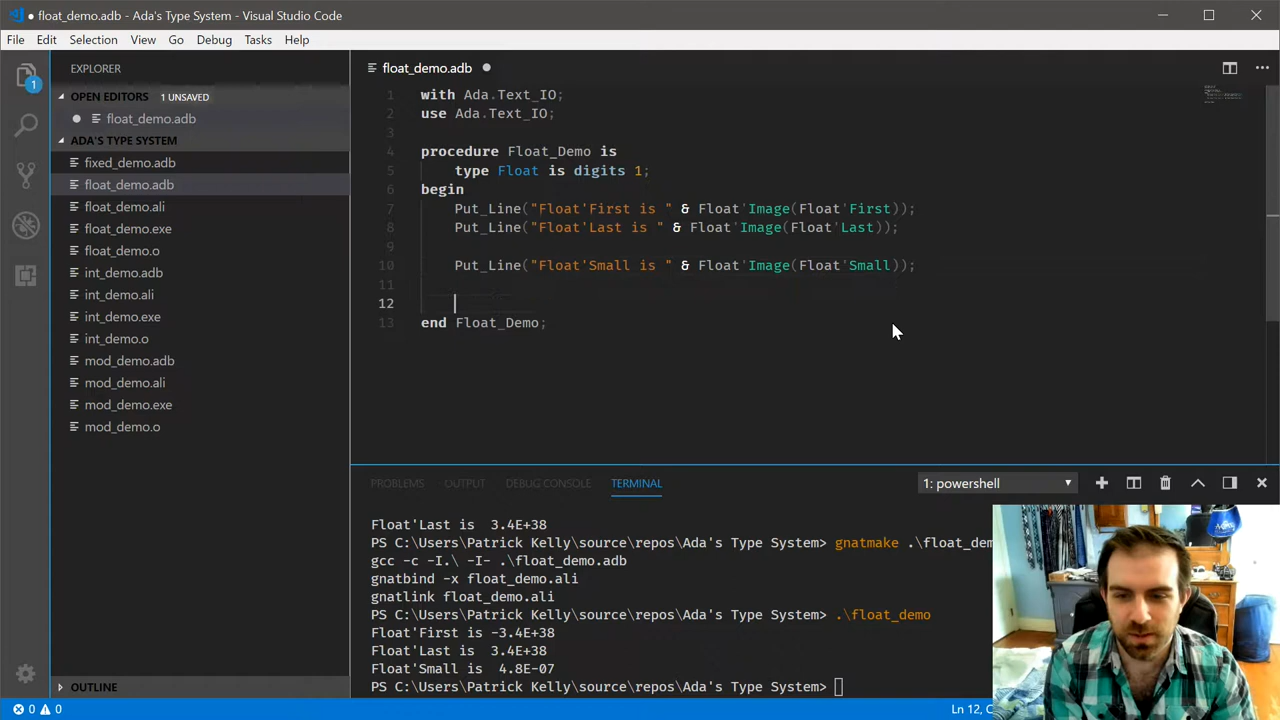 ● float_demo.adb - Ada's Type System - Visual Studio Code
File Edit Selection View Go Debug Tasks Help
EXPLORER
OPEN EDITORS 1 UNSAVED
float_demo.adb
ADA'S TYPE SYSTEM
fixed_demo.adb
float_demo.adb
float_demo.ali
float_demo.exe
float_demo.o
int_demo.adb
int_demo.ali
int_demo.exe
int_demo.o
mod_demo.adb
mod_demo.ali
mod_demo.exe
mod_demo.o
OUTLINE
1
float_demo.adb
1 with Ada.Text_IO;
2 use Ada.Text_IO;
3
4 procedure Float_Demo is
5 type Float is digits 1;
6 begin
7 Put_Line("Float'First is " & Float'Image(Float'First));
8 Put_Line("Float'Last is " & Float'Image(Float'Last));
9
10 Put_Line("Float'Small is " & Float'Image(Float'Small));
11
12
13 end Float_Demo;
PROBLEMS OUTPUT DEBUG CONSOLE TERMINAL 1: powershell
Float'Last is  3.4E+38
PS C:\Users\Patrick Kelly\source\repos\Ada's Type System> gnatmake .\float_dem
gcc -c -I.\ -I- .\float_demo.adb
gnatbind -x float_demo.ali
gnatlink float_demo.ali
PS C:\Users\Patrick Kelly\source\repos\Ada's Type System> .\float_demo
Float'First is -3.4E+38
Float'Last is  3.4E+38
Float'Small is  4.8E-07
PS C:\Users\Patrick Kelly\source\repos\Ada's Type System>
0 0 Ln 12, C